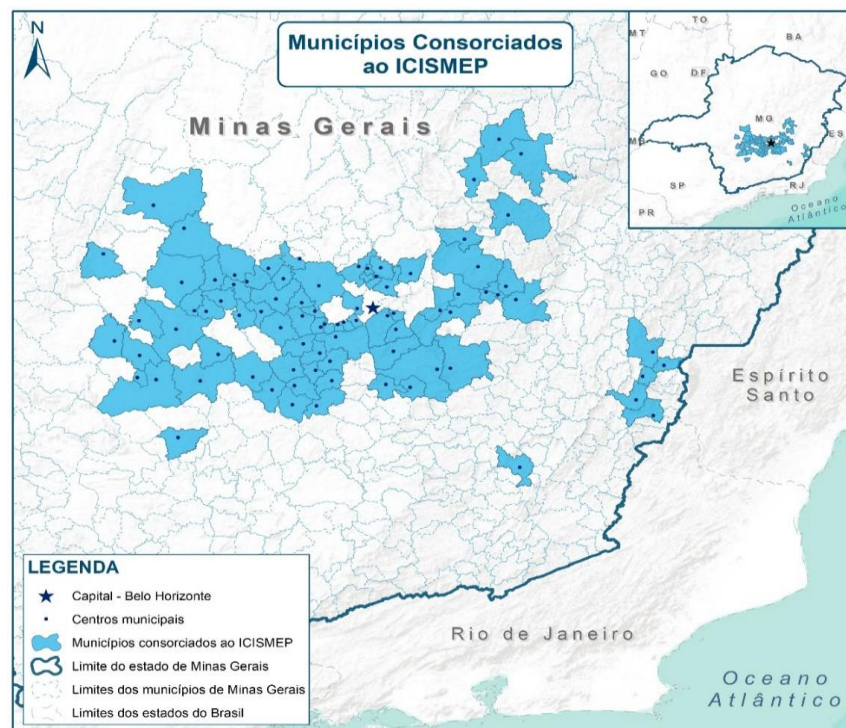 N
Municípios Consorciados
ao ICISMEP
Minas Gerais
TO
BA
MT
GO
DF
MG
ES
MS
SP
RJ
PR
Oceano
Atlântico
Espírito
Santo
Rio de Janeiro
Oceano
Atlântico
LEGENDA
Capital - Belo Horizonte
Centros municipais
Municípios consorciados ao ICISMEP
Limite do estado de Minas Gerais
Limites dos municípios de Minas Gerais
Limites dos estados do Brasil